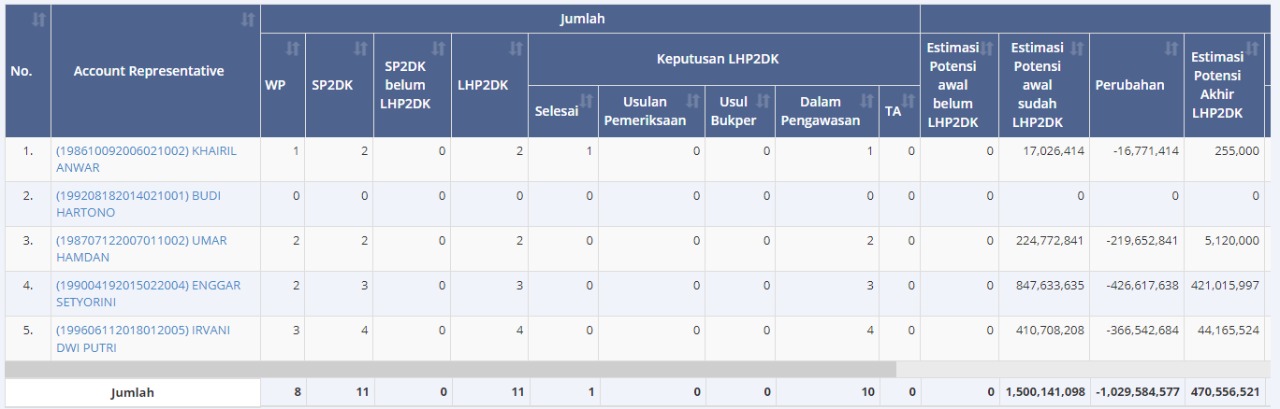 Jumlah
No. Account Representative WP SP2DK SP2DK belum LHP2DK LHP2DK Keputusan LHP2DK Estimasi Potensi awal belum LHP2DK Estimasi Potensi awal sudah LHP2DK Perubahan Estimasi Potensi Akhir LHP2DK
Selesai Usulan Pemeriksaan Usul Bukper Dalam Pengawasan TA
1. (198610092006021002) KHAIRIL 1 2 0 2 1 0 0 1 0 0 17,026,414 -16,771,414 255,000
ANWAR
2. (199208182014021001) BUDI 0 0 0 0 0 0 0 0 0 0 0 0 0
HARTONO
3. (198707122007011002) UMAR 2 2 0 2 0 0 0 2 0 0 224,772,841 -219,652,841 5,120,000
HAMDAN
4. (199004192015022004) ENGGAR 2 3 0 3 0 0 0 3 0 0 847,633,635 -426,617,638 421,015,997
SETYORINI
5. (199606112018012005) IRVANI 3 4 0 4 0 0 0 4 0 0 410,708,208 -366,542,684 44,165,524
DWI PUTRI
Jumlah 8 11 0 11 1 0 0 10 0 0 1,500,141,098 -1,029,584,577 470,556,521